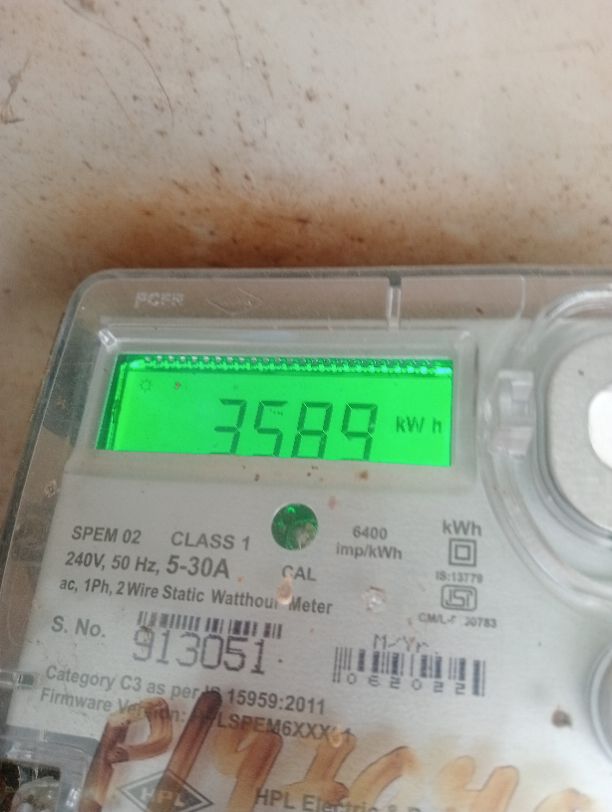 3589 kWh
SPEM 02 CLASS 1 6400 imp/kWh kWh
240V, 50 Hz, 5-30A CAL
ac, 1Ph, 2 Wire Static Watthour Meter
IS:13779
S. No. 913051
M/Yr.
062022
Category C3 as per IS 15959:2011
Firmware Version:
HPL HPL Electric &